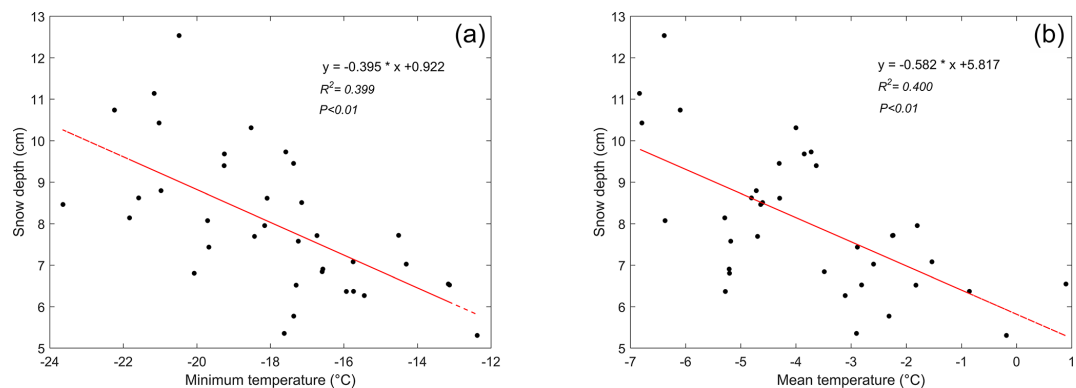 (a)
y = -0.395 * x +0.922
R²= 0.399
P<0.01
13
12
11
10
9
8
7
6
5
Snow depth (cm)
-24 -22 -20 -18 -16 -14 -12
Minimum temperature (°C)
(b)
y = -0.582 * x +5.817
R²= 0.400
P<0.01
13
12
11
10
9
8
7
6
5
Snow depth (cm)
-7 -6 -5 -4 -3 -2 -1 0 1
Mean temperature (°C)